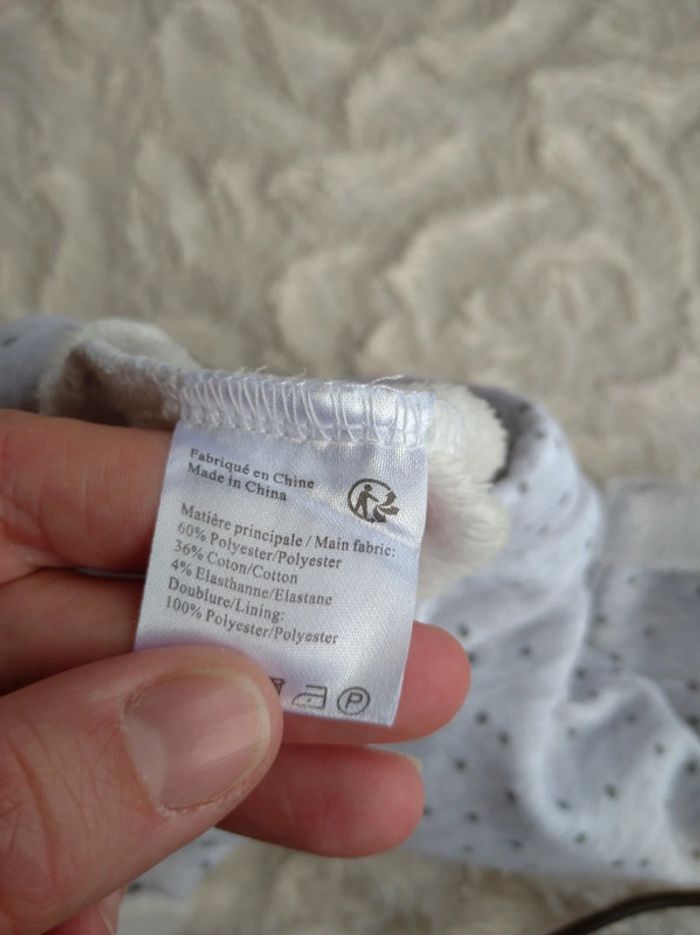 Fabriqué en Chine
Made in China
Matière principale / Main fabric:
60% Polyester/Polyester
36% Coton/Cotton
4% Elasthanne/Elastane
Doublure/Lining:
100% Polyester/Polyester
P